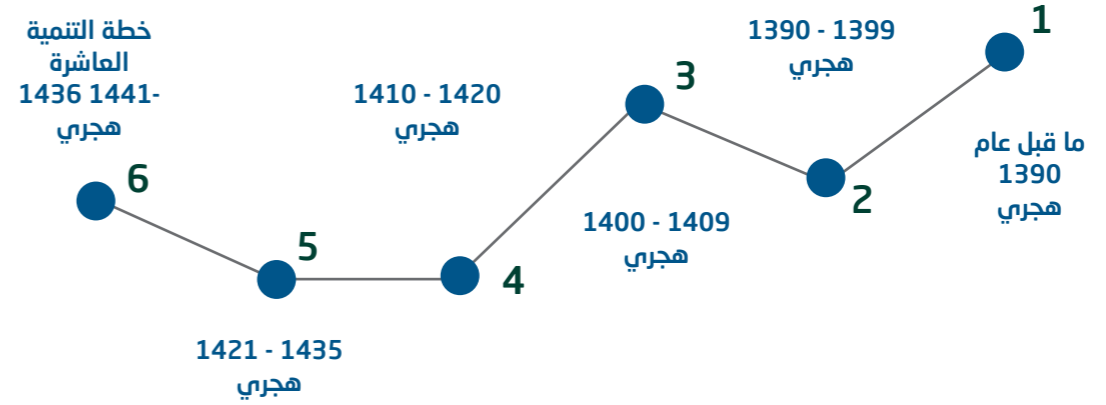 1
ما قبل عام
1390
هجري
2
1390 - 1399
هجري
3
1400 - 1409
هجري
4
1410 - 1420
هجري
5
1421 - 1435
هجري
6
خطة التنمية
العاشرة
1436 1441-
هجري